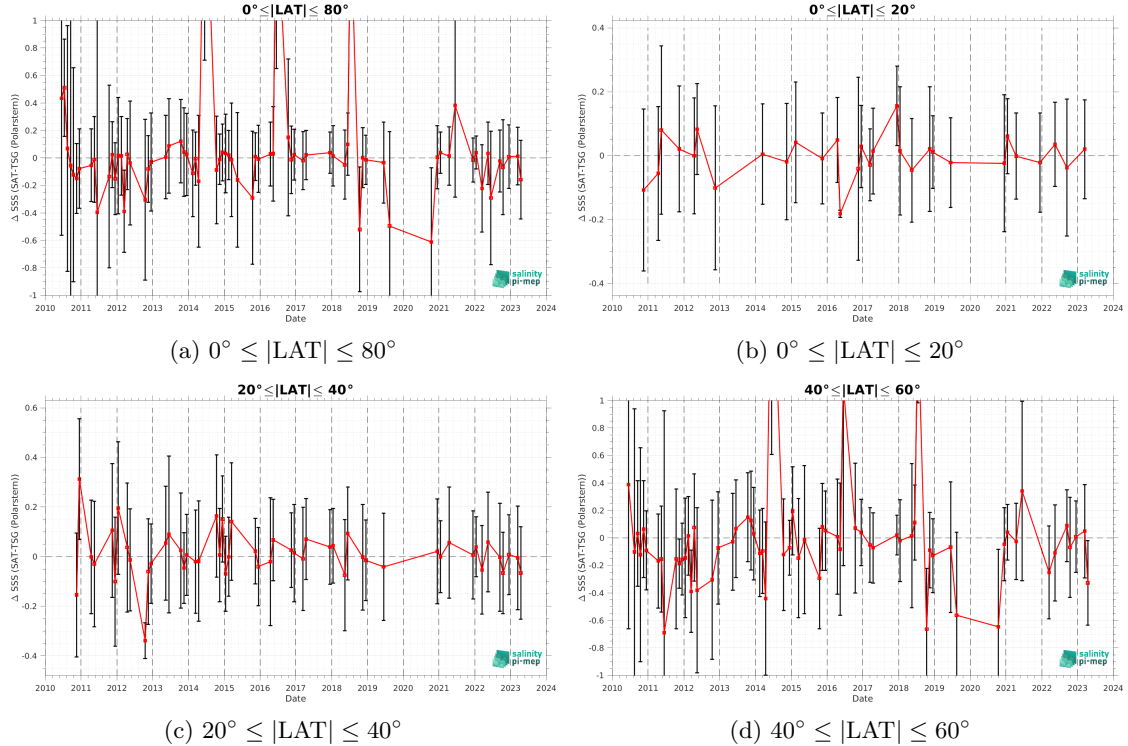 0°≤|LAT|≤ 80°
Δ SSS (SAT-TSG (Polarstern))
1
0.8
0.6
0.4
0.2
0
-0.2
-0.4
-0.6
-0.8
-1
2010 2011 2012 2013 2014 2015 2016 2017 2018 2019 2020 2021 2022 2023 2024
Date
salinity
pi-mep
(a) 0° ≤ |LAT| ≤ 80°
0°≤|LAT|≤ 20°
Δ SSS (SAT-TSG (Polarstern))
0.4
0.2
0
-0.2
-0.4
2010 2011 2012 2013 2014 2015 2016 2017 2018 2019 2020 2021 2022 2023 2024
Date
salinity
pi-mep
(b) 0° ≤ |LAT| ≤ 20°
20°≤|LAT|≤ 40°
Δ SSS (SAT-TSG (Polarstern))
0.6
0.4
0.2
0
-0.2
-0.4
2010 2011 2012 2013 2014 2015 2016 2017 2018 2019 2020 2021 2022 2023 2024
Date
salinity
pi-mep
(c) 20° ≤ |LAT| ≤ 40°
40°≤|LAT|≤ 60°
Δ SSS (SAT-TSG (Polarstern))
1
0.8
0.6
0.4
0.2
0
-0.2
-0.4
-0.6
-0.8
-1
2010 2011 2012 2013 2014 2015 2016 2017 2018 2019 2020 2021 2022 2023 2024
Date
salinity
pi-mep
(d) 40° ≤ |LAT| ≤ 60°